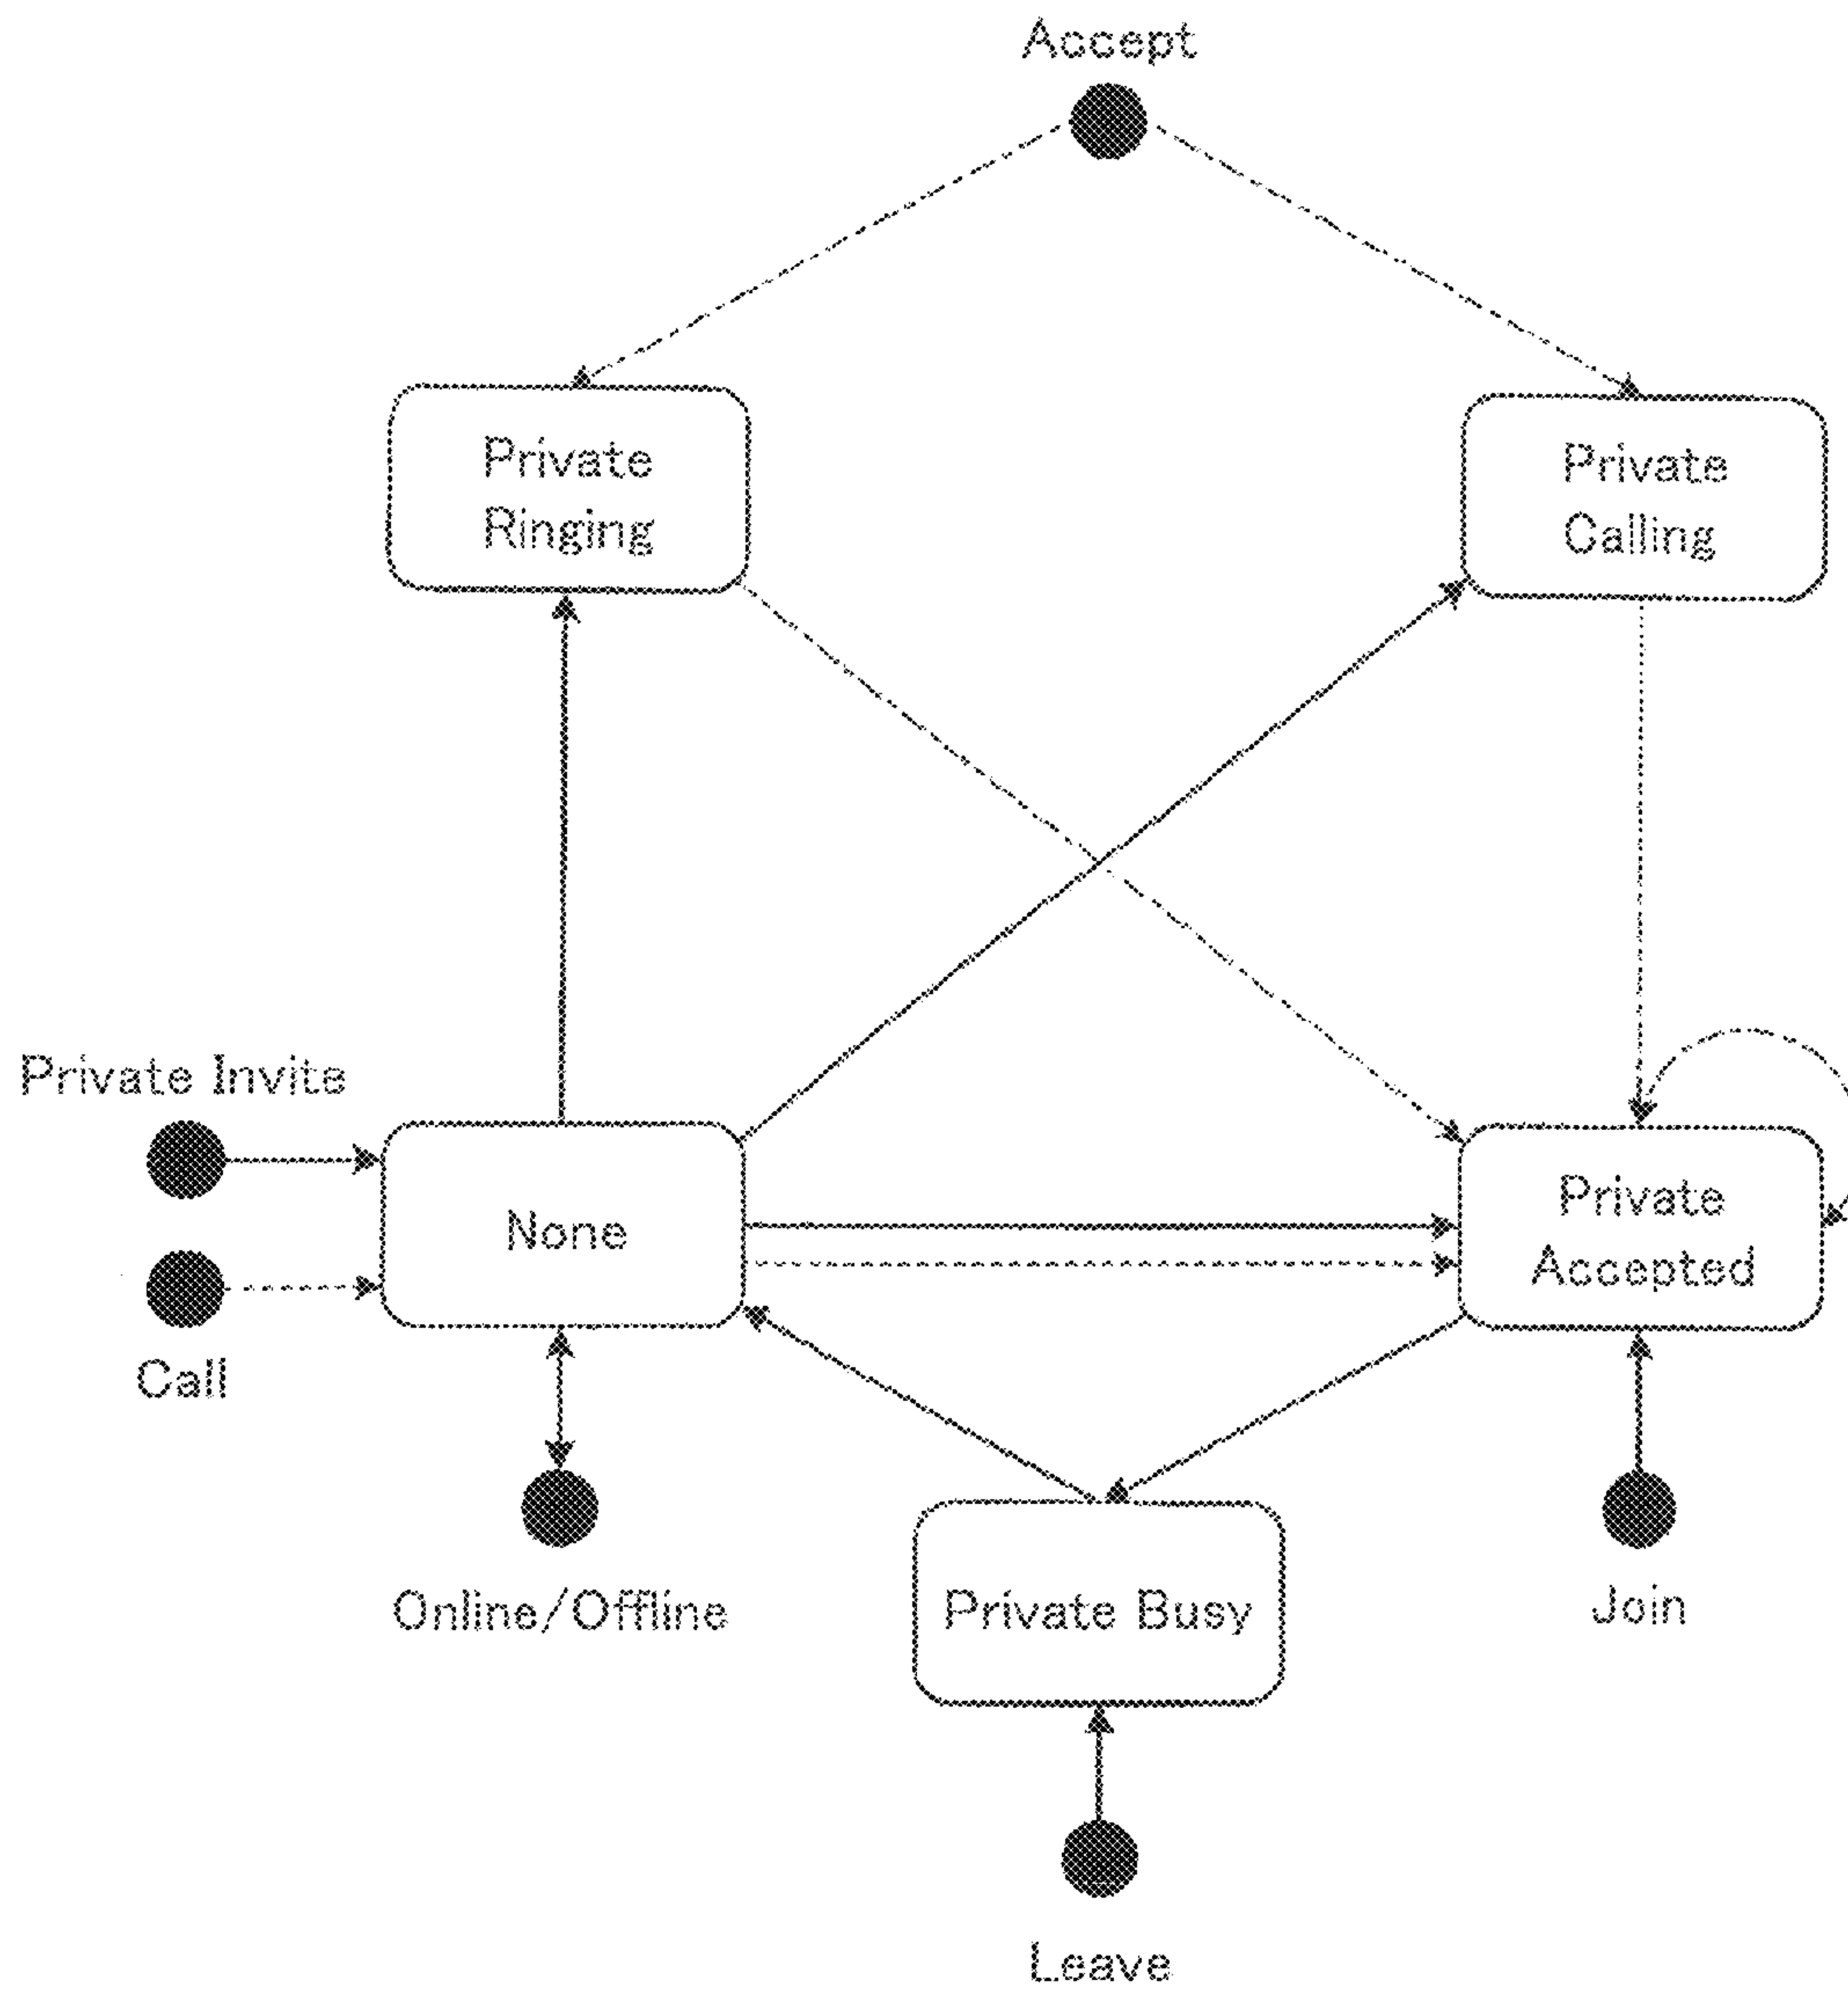 Accept
Private
Ringing
Private
Calling
Private Invite
None
Private
Accepted
Call
Online/Offline
Private Busy
Join
Leave